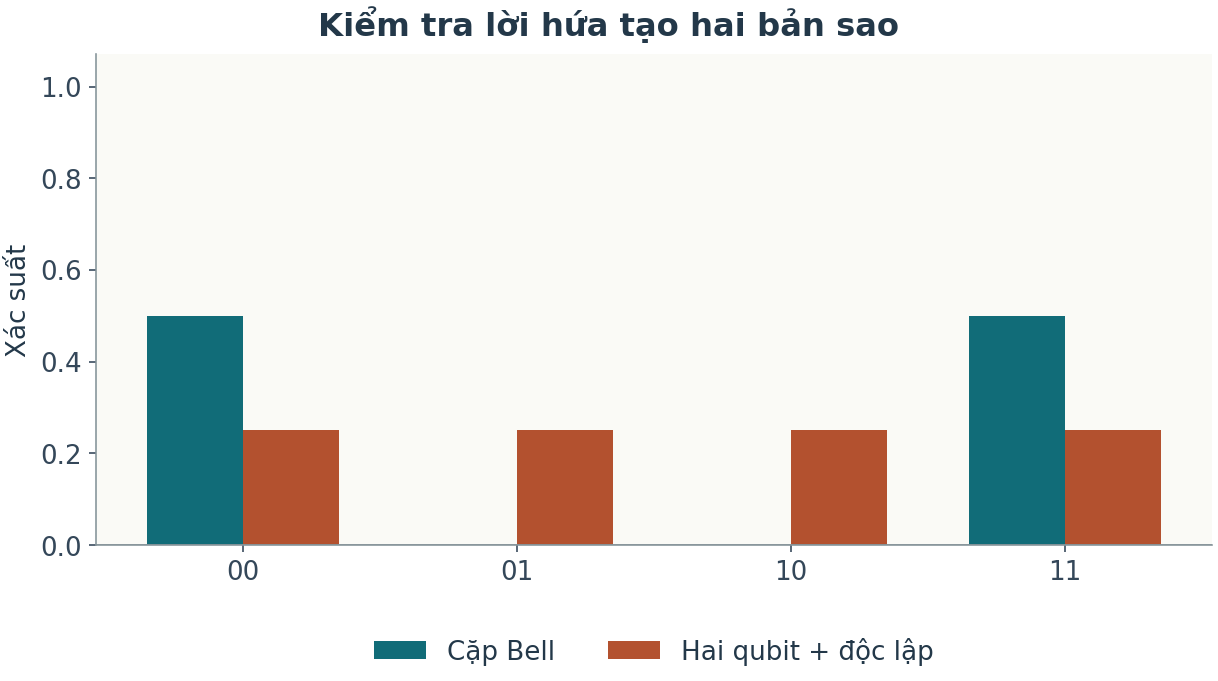 Kiểm tra lời hứa tạo hai bản sao
Xác suất
1.0
0.8
0.6
0.4
0.2
0.0
00 01 10 11
Cặp Bell Hai qubit + độc lập